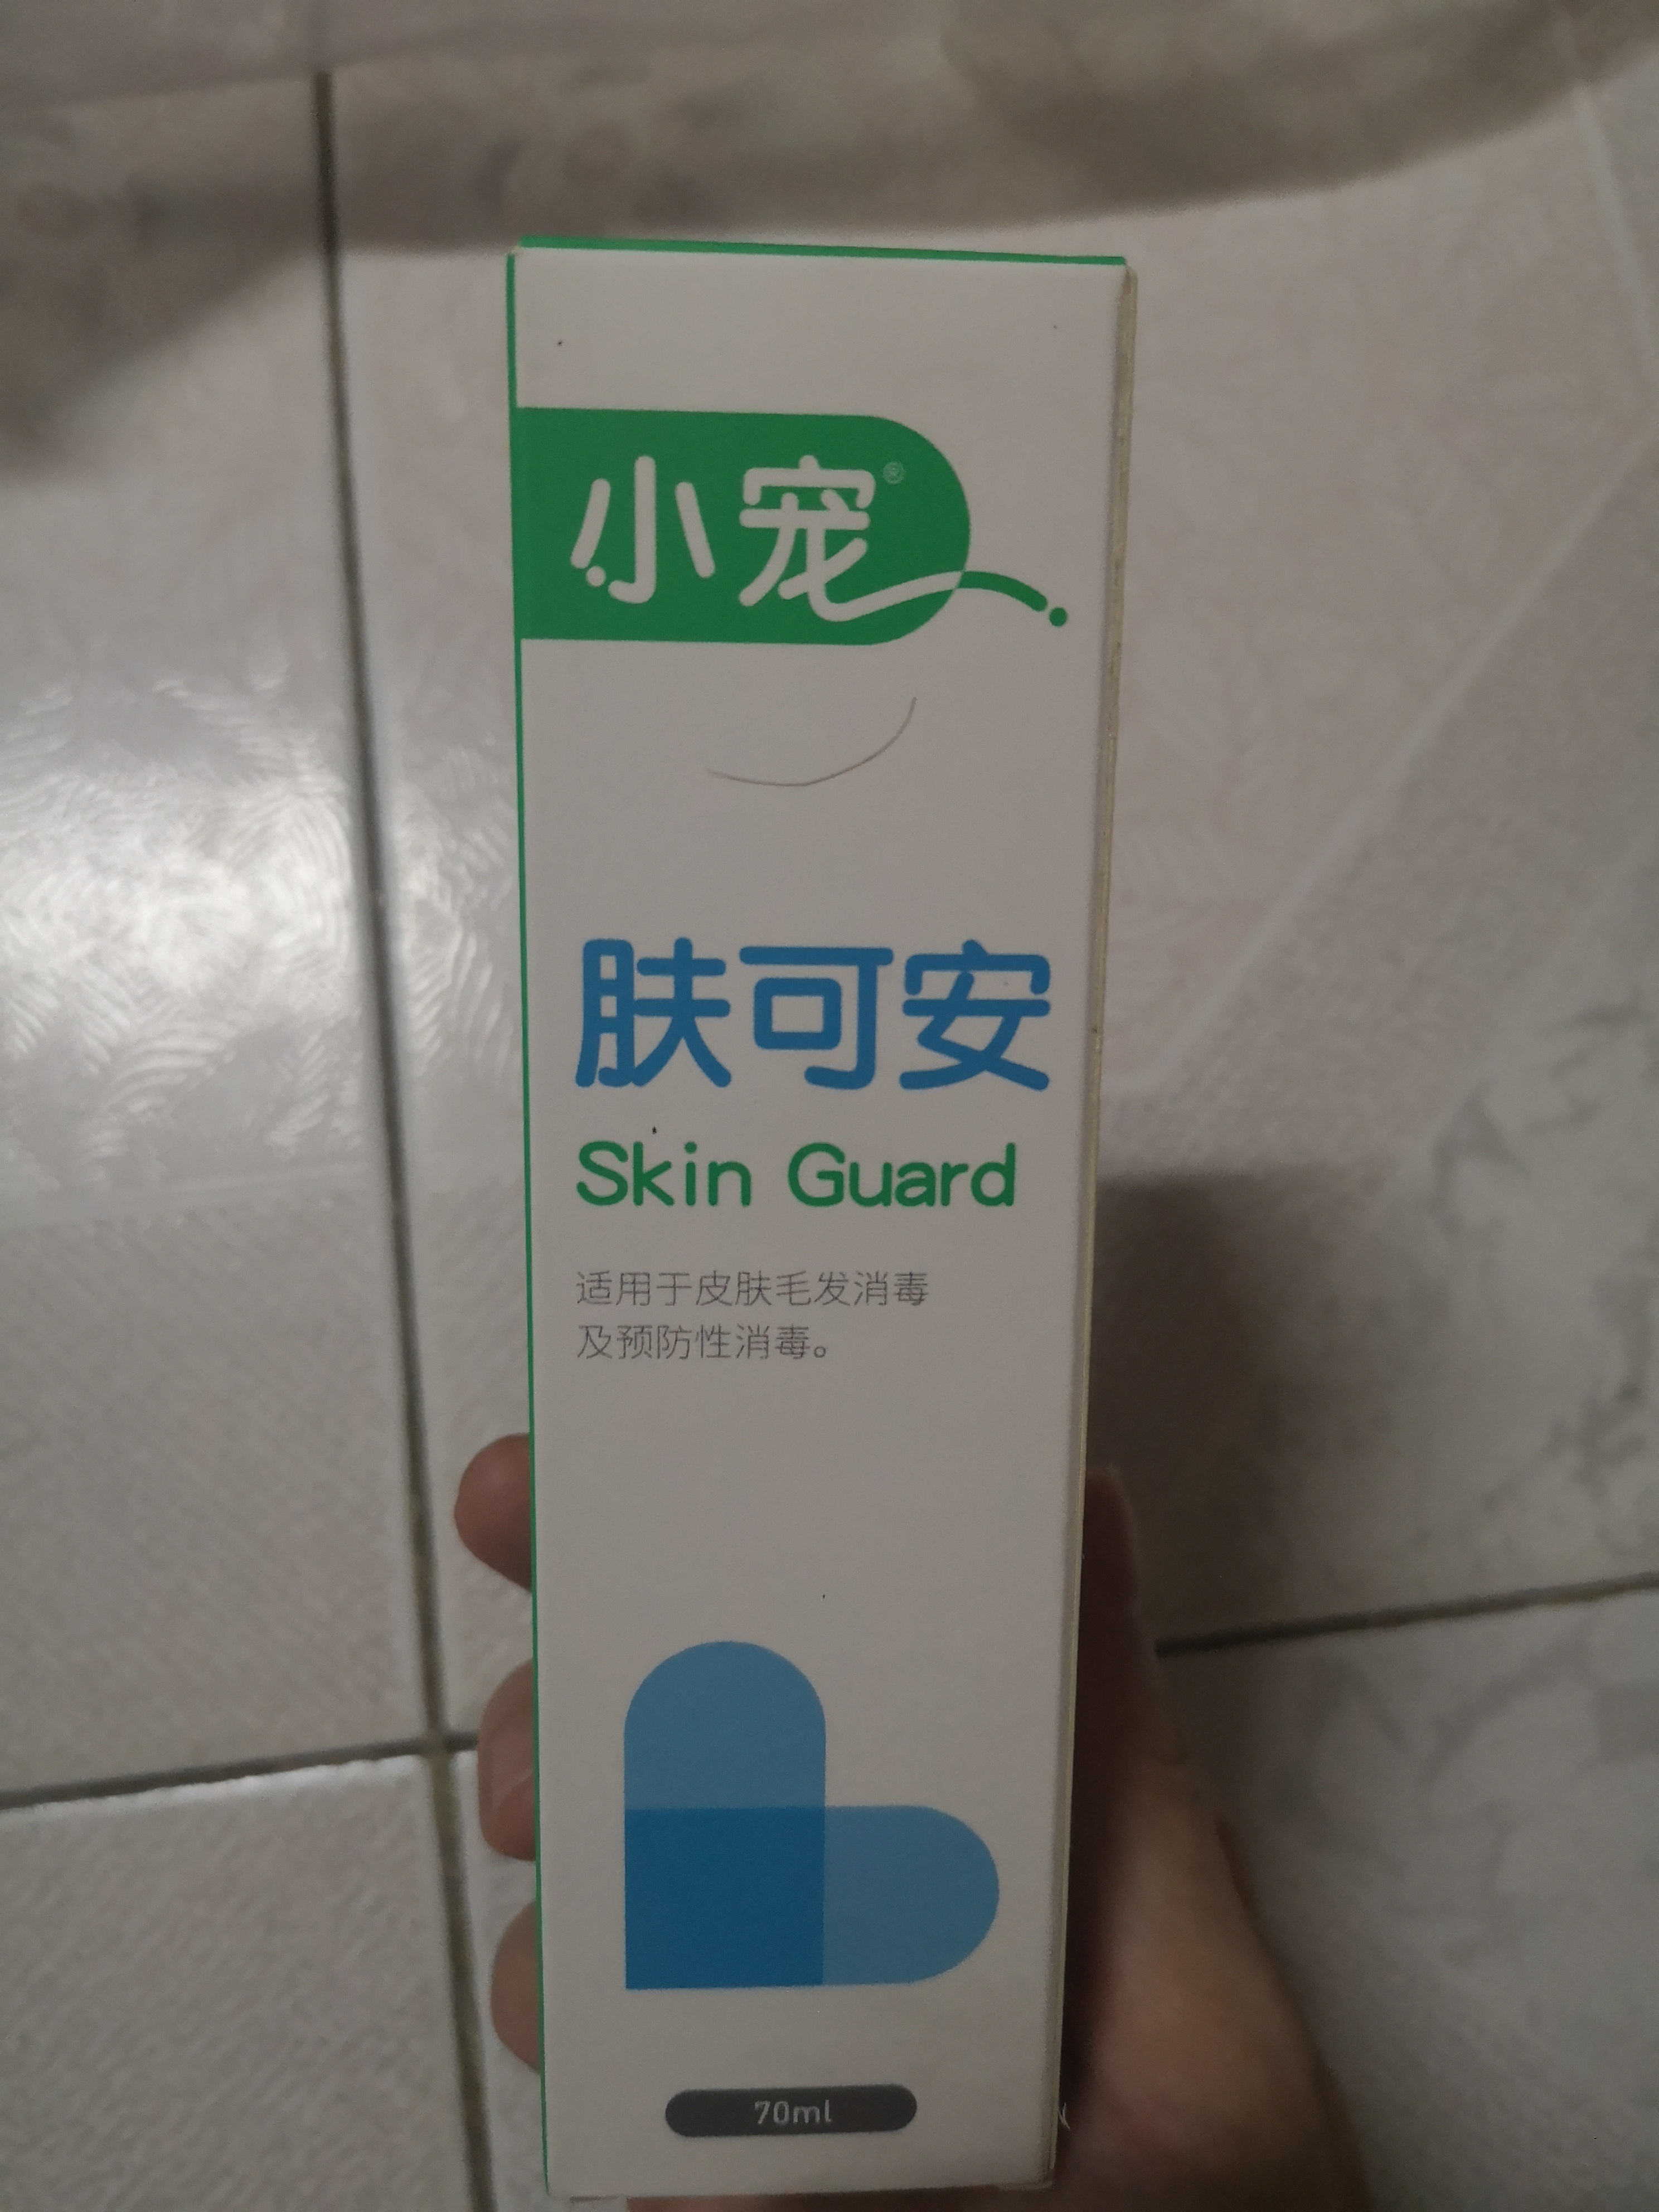 小宠®
肤可安
Skin Guard
适用于皮肤毛发消毒
及预防性消毒。
70ml